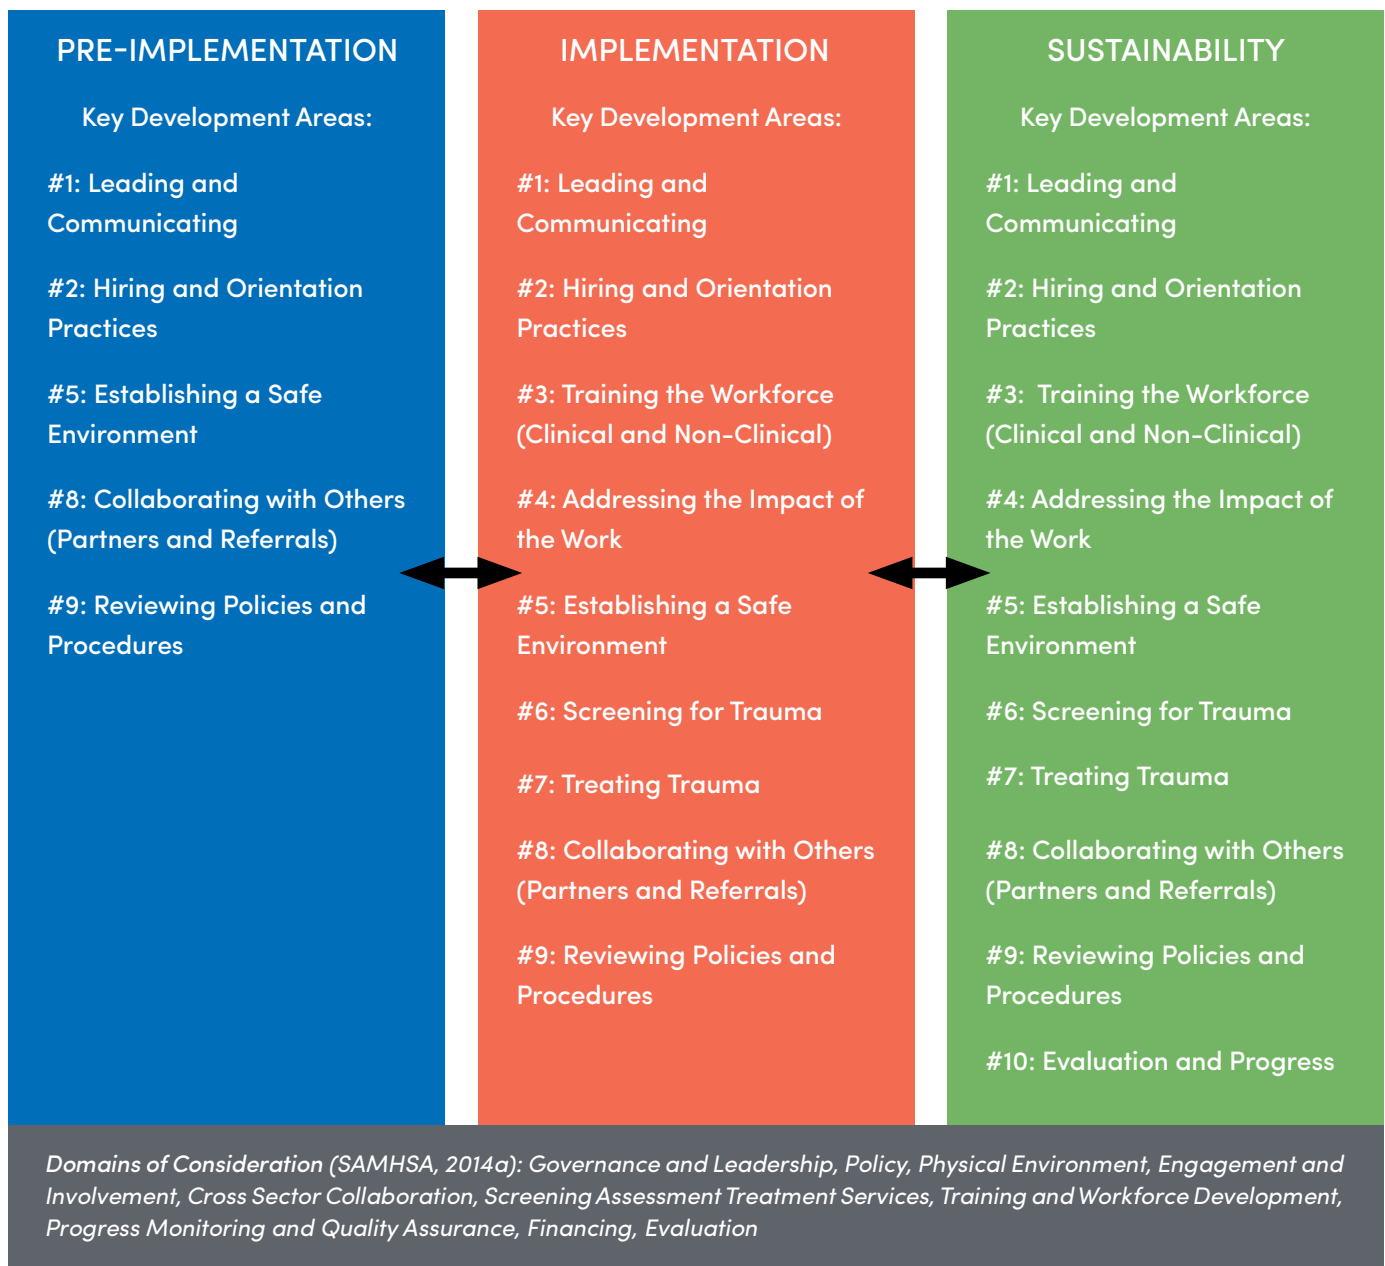 PRE-IMPLEMENTATION
Key Development Areas:
#1: Leading and
Communicating
#2: Hiring and Orientation
Practices
#5: Establishing a Safe
Environment
#8: Collaborating with Others
(Partners and Referrals)
#9: Reviewing Policies and
Procedures
IMPLEMENTATION
Key Development Areas:
#1: Leading and
Communicating
#2: Hiring and Orientation
Practices
#3: Training the Workforce
(Clinical and Non-Clinical)
#4: Addressing the Impact of
the Work
#5: Establishing a Safe
Environment
#6: Screening for Trauma
#7: Treating Trauma
#8: Collaborating with Others
(Partners and Referrals)
#9: Reviewing Policies and
Procedures
SUSTAINABILITY
Key Development Areas:
#1: Leading and
Communicating
#2: Hiring and Orientation
Practices
#3: Training the Workforce
(Clinical and Non-Clinical)
#4: Addressing the Impact of
the Work
#5: Establishing a Safe
Environment
#6: Screening for Trauma
#7: Treating Trauma
#8: Collaborating with Others
(Partners and Referrals)
#9: Reviewing Policies and
Procedures
#10: Evaluation and Progress
Domains of Consideration (SAMHSA, 2014a): Governance and Leadership, Policy, Physical Environment, Engagement and
Involvement, Cross Sector Collaboration, Screening Assessment Treatment Services, Training and Workforce Development,
Progress Monitoring and Quality Assurance, Financing, Evaluation